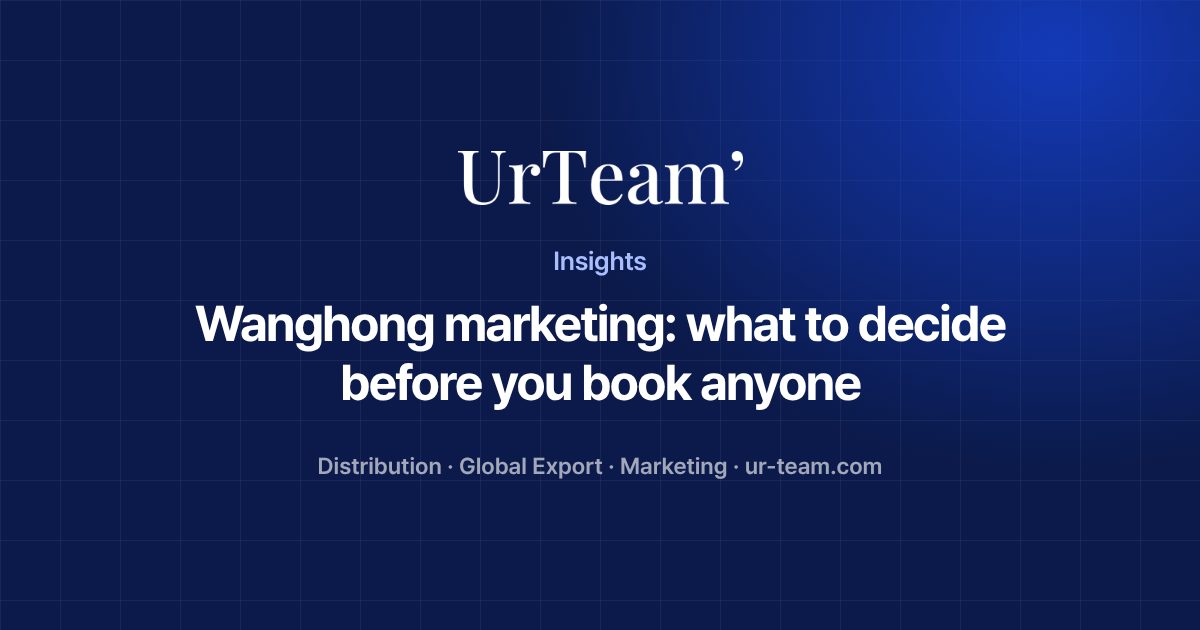 UrTeam’
Insights
Wanghong marketing: what to decide
before you book anyone
Distribution · Global Export · Marketing · ur-team.com